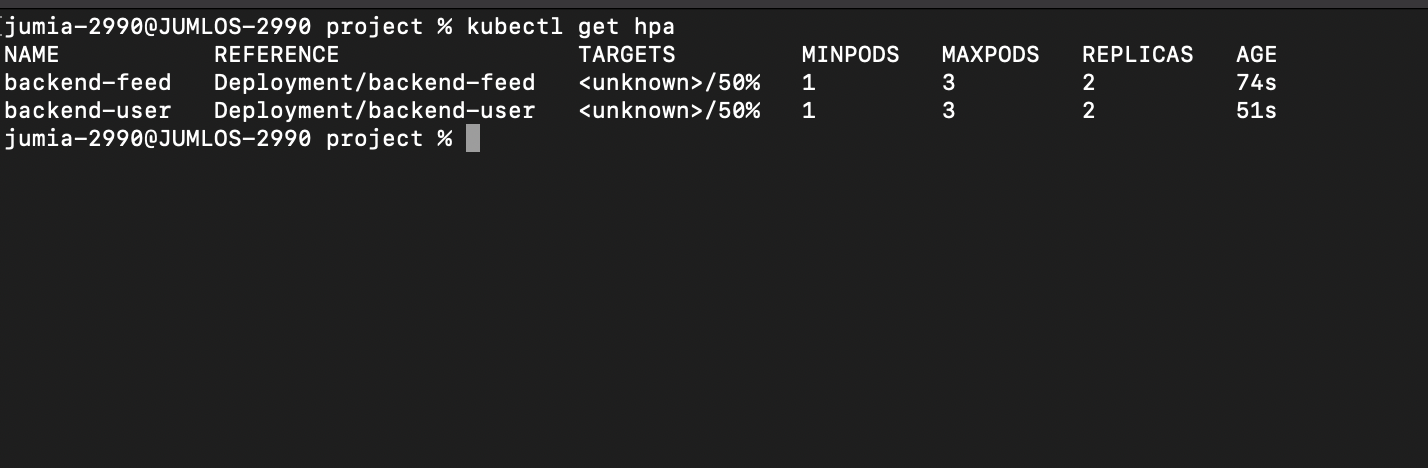 jumia-2990@JUMLOS-2990 project % kubectl get hpa
NAME           REFERENCE                 TARGETS         MINPODS   MAXPODS   REPLICAS   AGE
backend-feed   Deployment/backend-feed   <unknown>/50%   1         3         2          74s
backend-user   Deployment/backend-user   <unknown>/50%   1         3         2          51s
jumia-2990@JUMLOS-2990 project %